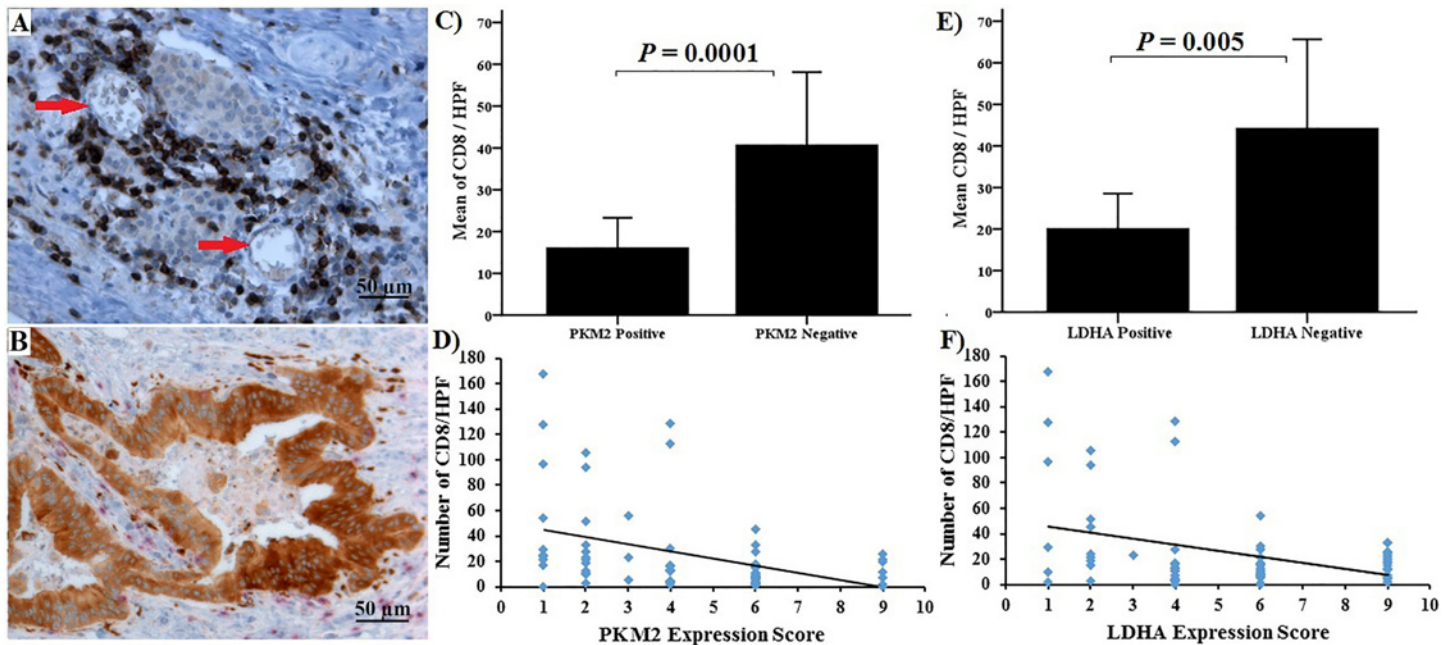 A
50 µm
B
50 µm
C)
P = 0.0001
Mean of CD8 / HPF
70
60
50
40
30
20
10
0
PKM2 Positive
PKM2 Negative
D)
Number of CD8/HPF
180
160
140
120
100
80
60
40
20
0
0 1 2 3 4 5 6 7 8 9 10
PKM2 Expression Score
E)
P = 0.005
Mean CD8 / HPF
70
60
50
40
30
20
10
0
LDHA Positive
LDHA Negative
F)
Number of CD8/HPF
180
160
140
120
100
80
60
40
20
0
0 1 2 3 4 5 6 7 8 9 10
LDHA Expression Score